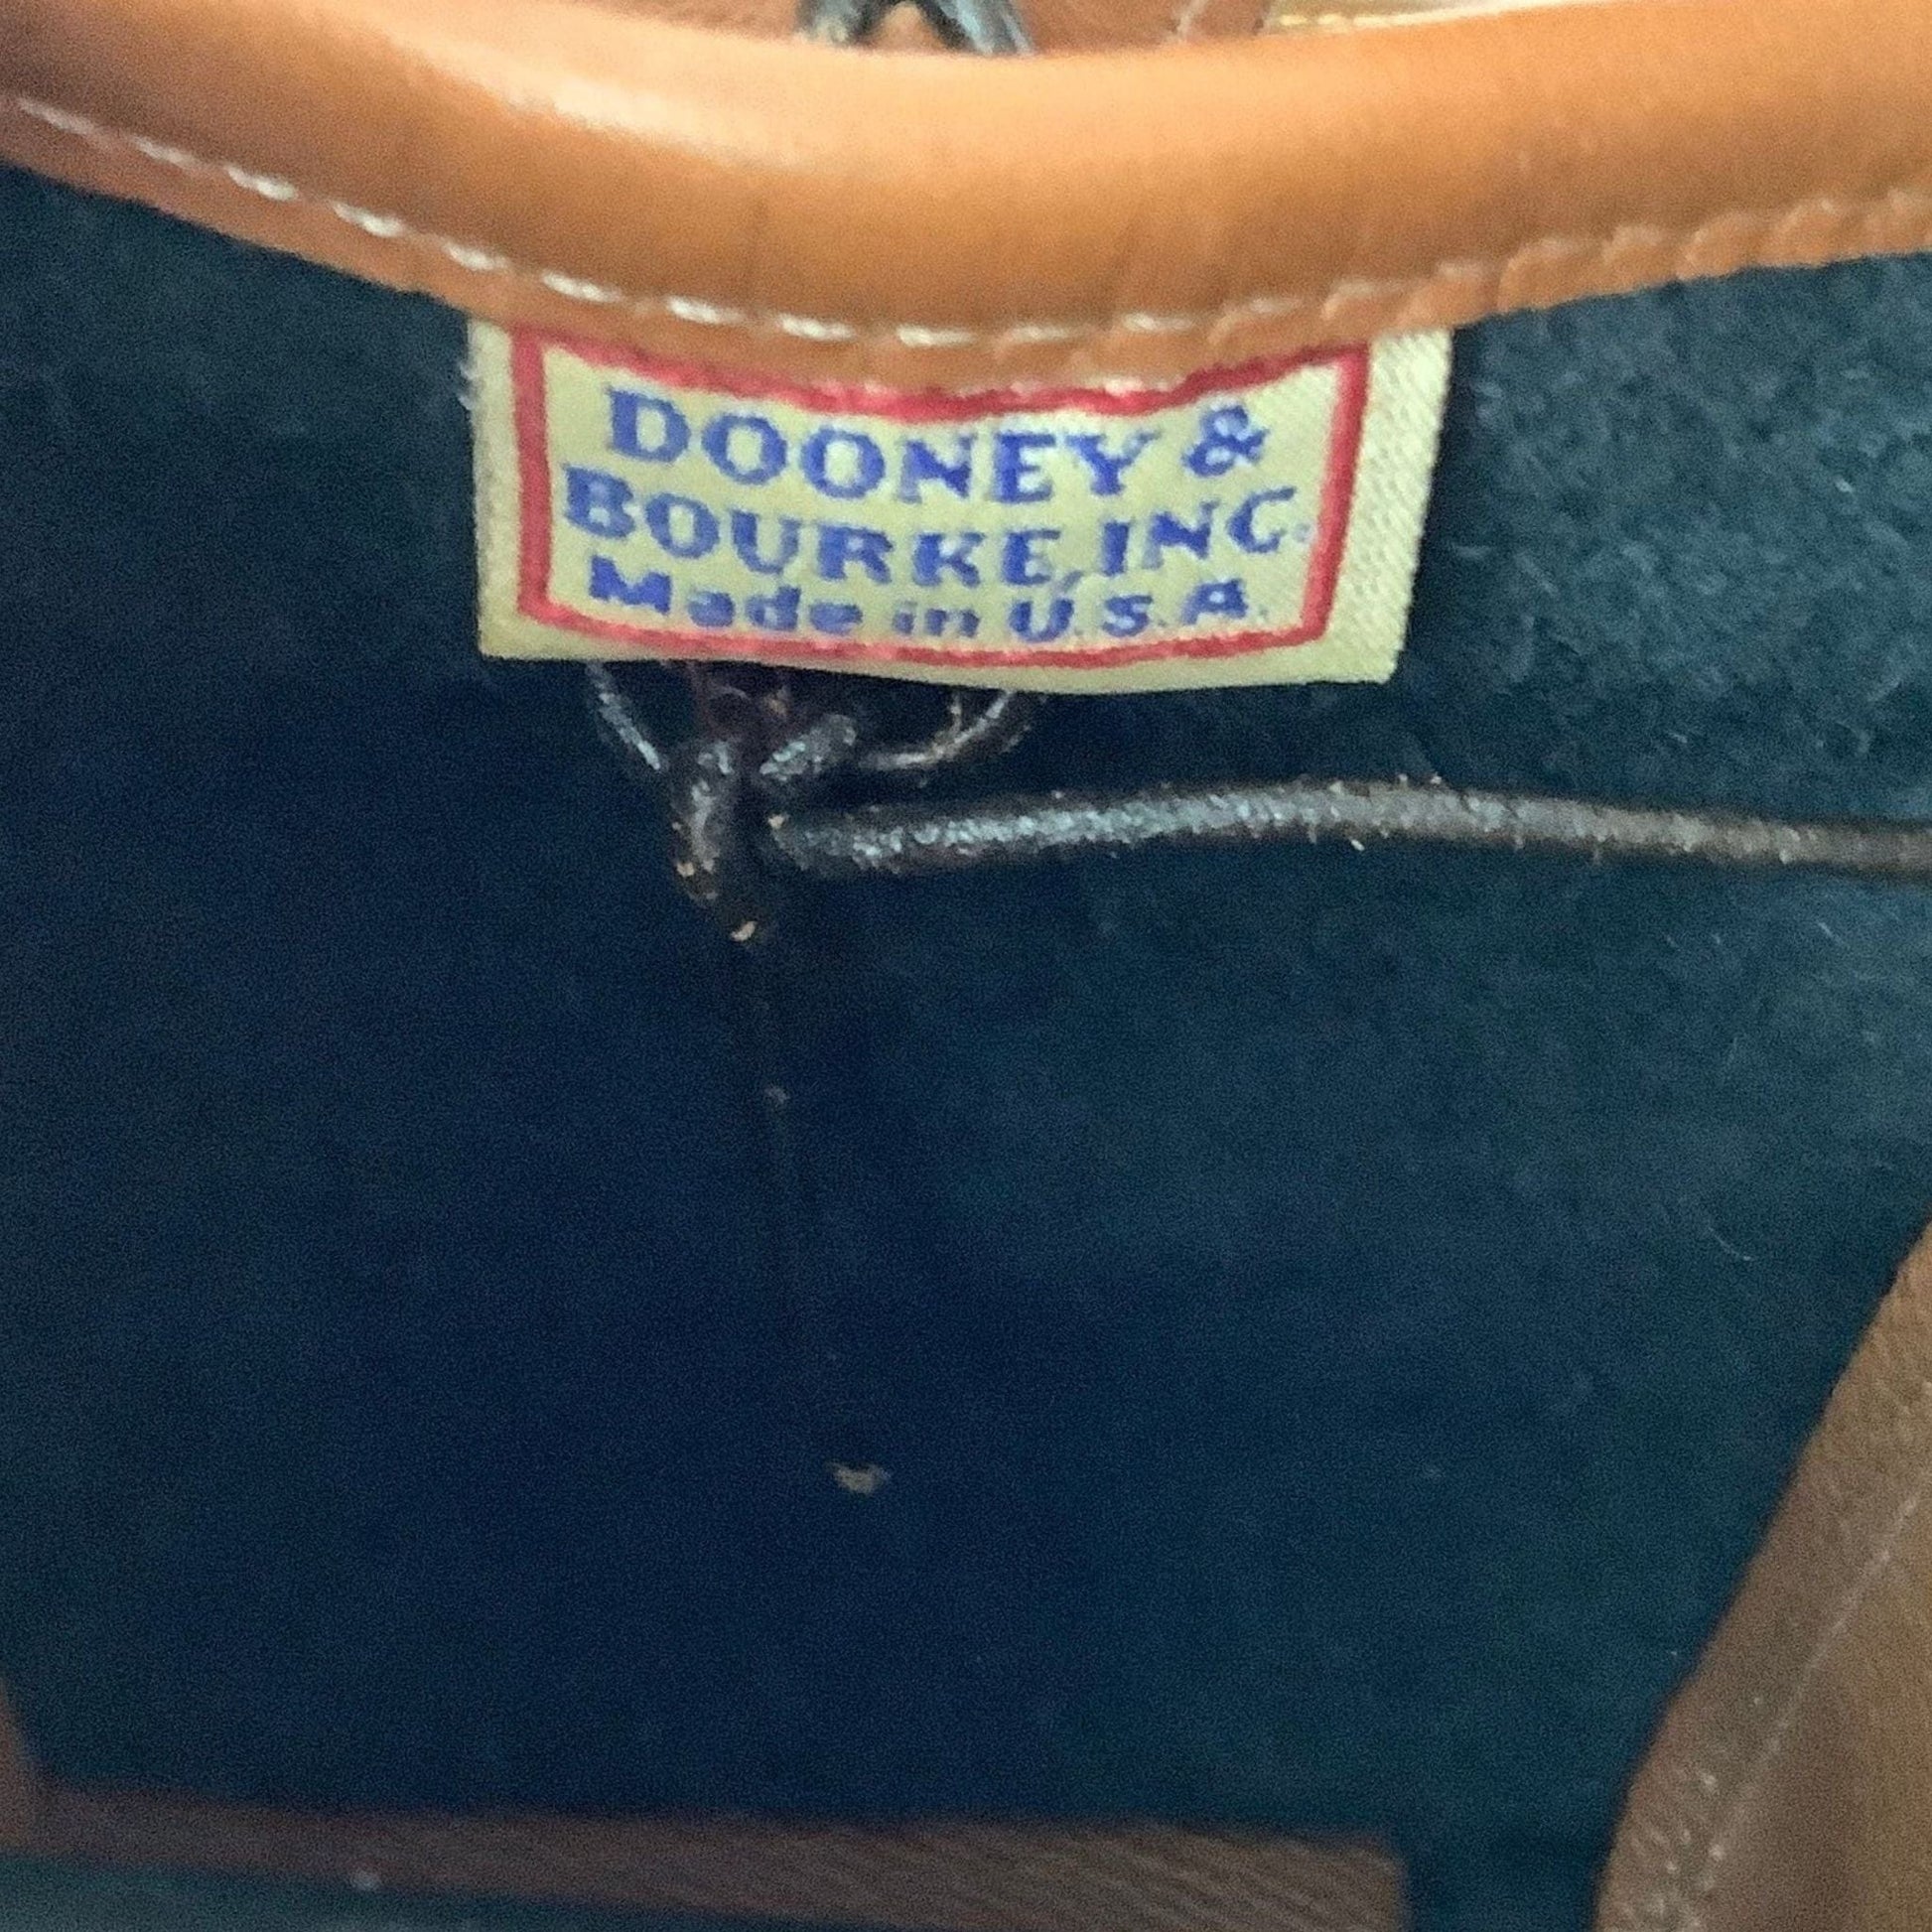 DOONEY &
BOURKE, INC.
Made in U.S.A.